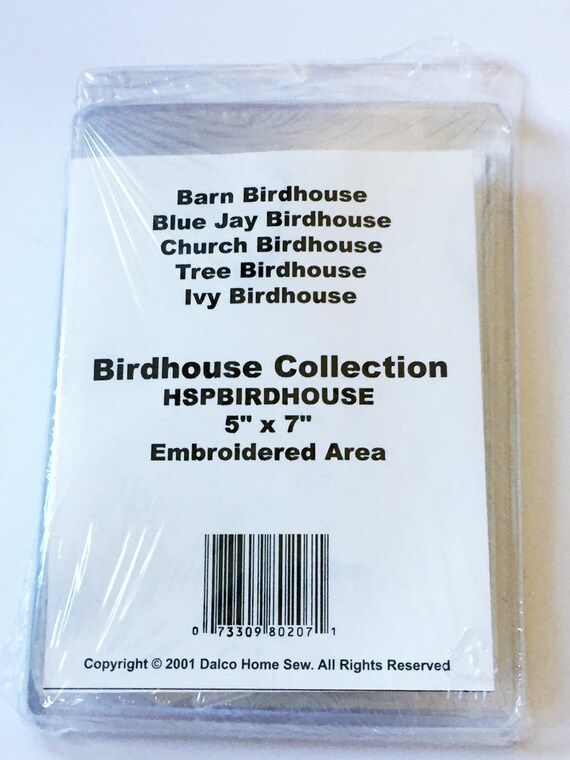 Barn Birdhouse
Blue Jay Birdhouse
Church Birdhouse
Tree Birdhouse
Ivy Birdhouse
Birdhouse Collection
HSPBIRDHOUSE
5" x 7"
Embroidered Area
0 73309 80207 1
Copyright © 2001 Dalco Home Sew. All Rights Reserved